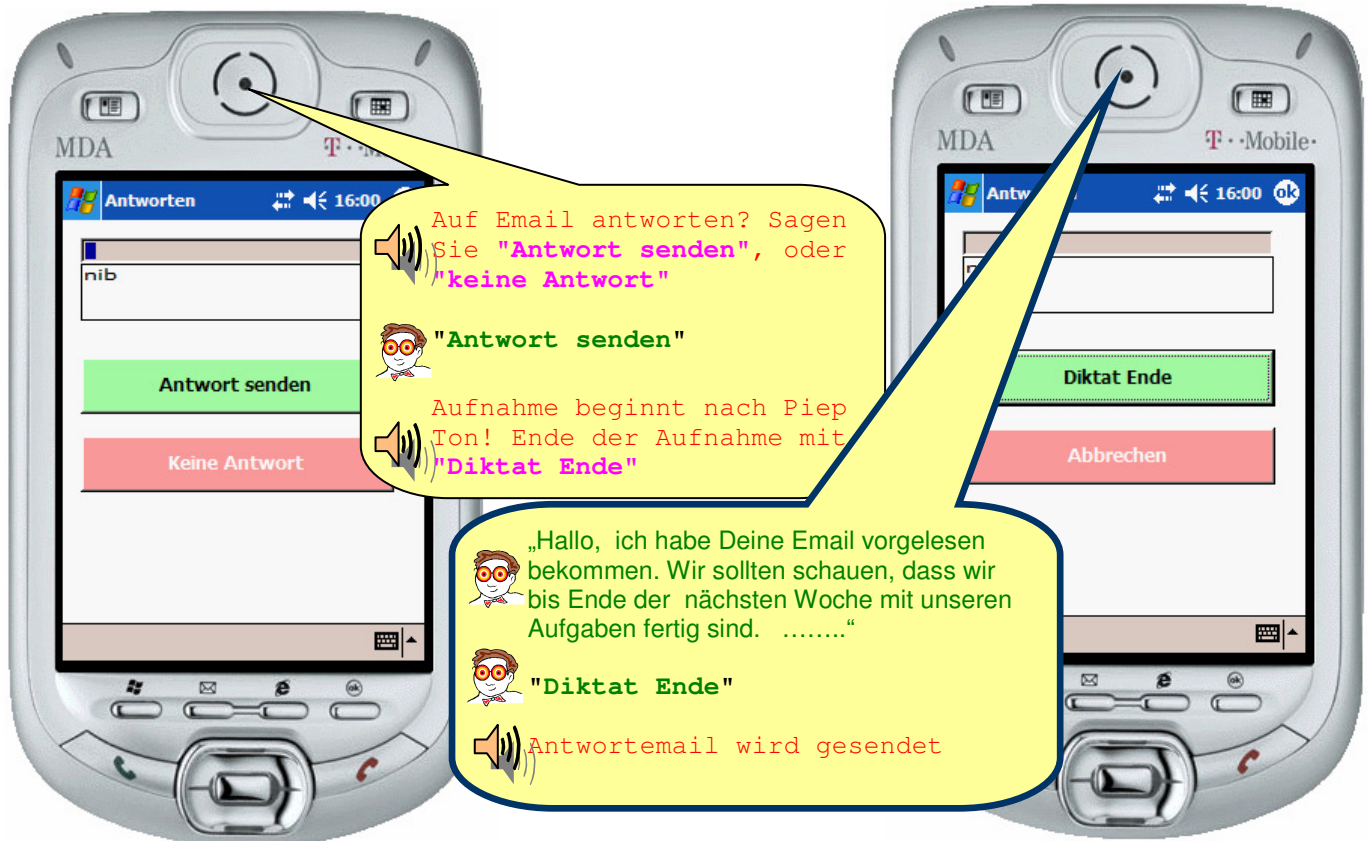 MDA
T··M
Antworten
16:00
nib
Antwort senden
Keine Antwort
Auf Email antworten? Sagen
Sie "Antwort senden", oder
"keine Antwort"
"Antwort senden"
Aufnahme beginnt nach Piep
Ton! Ende der Aufnahme mit
"Diktat Ende"
MDA
T··Mobile·
Antw
16:00 ok
Diktat Ende
Abbrechen
„Hallo, ich habe Deine Email vorgelesen
bekommen. Wir sollten schauen, dass wir
bis Ende der nächsten Woche mit unseren
Aufgaben fertig sind. ……..“
"Diktat Ende"
Antwortemail wird gesendet
ok
ok